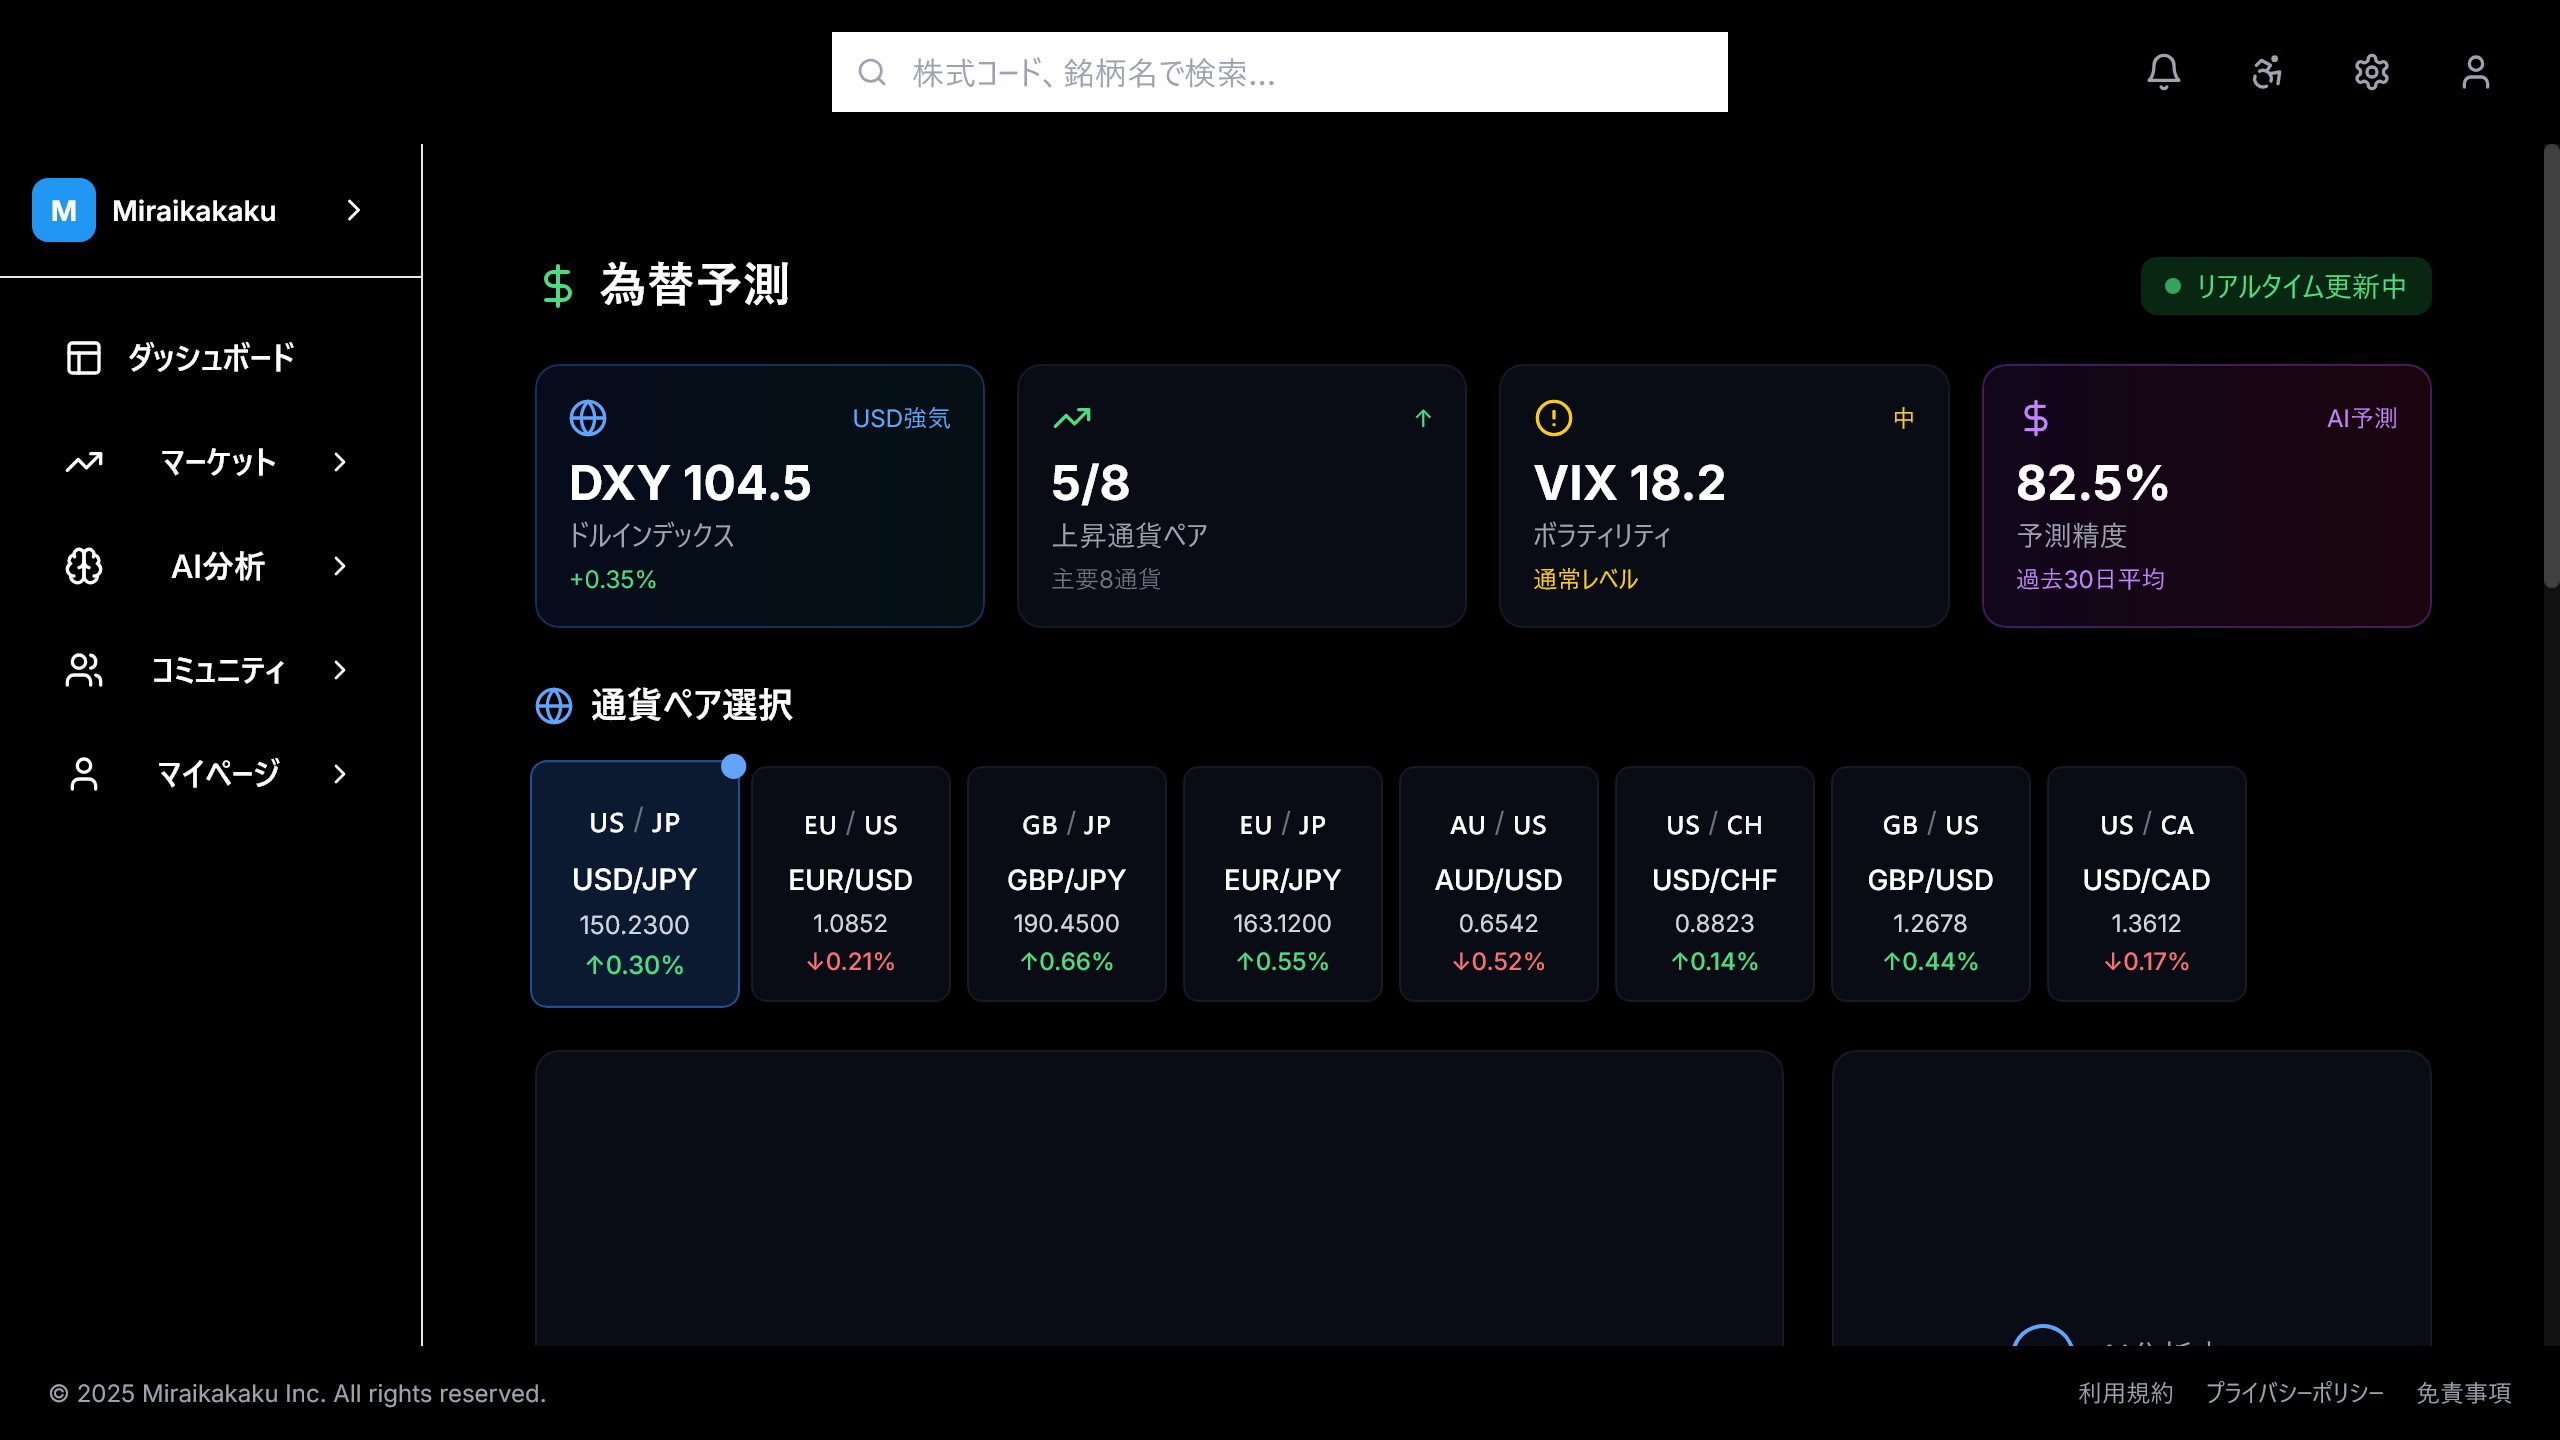 株式コード、銘柄名で検索...
M Miraikakaku
ダッシュボード
マーケット
AI分析
コミュニティ
マイページ
為替予測
リアルタイム更新中
USD強気
DXY 104.5
ドルインデックス
+0.35%
↑
5/8
上昇通貨ペア
主要8通貨
中
VIX 18.2
ボラティリティ
通常レベル
AI予測
82.5%
予測精度
過去30日平均
通貨ペア選択
US / JP
USD/JPY
150.2300
↑0.30%
EU / US
EUR/USD
1.0852
↓0.21%
GB / JP
GBP/JPY
190.4500
↑0.66%
EU / JP
EUR/JPY
163.1200
↑0.55%
AU / US
AUD/USD
0.6542
↓0.52%
US / CH
USD/CHF
0.8823
↑0.14%
GB / US
GBP/USD
1.2678
↑0.44%
US / CA
USD/CAD
1.3612
↓0.17%
© 2025 Miraikakaku Inc. All rights reserved.
利用規約 プライバシーポリシー 免責事項